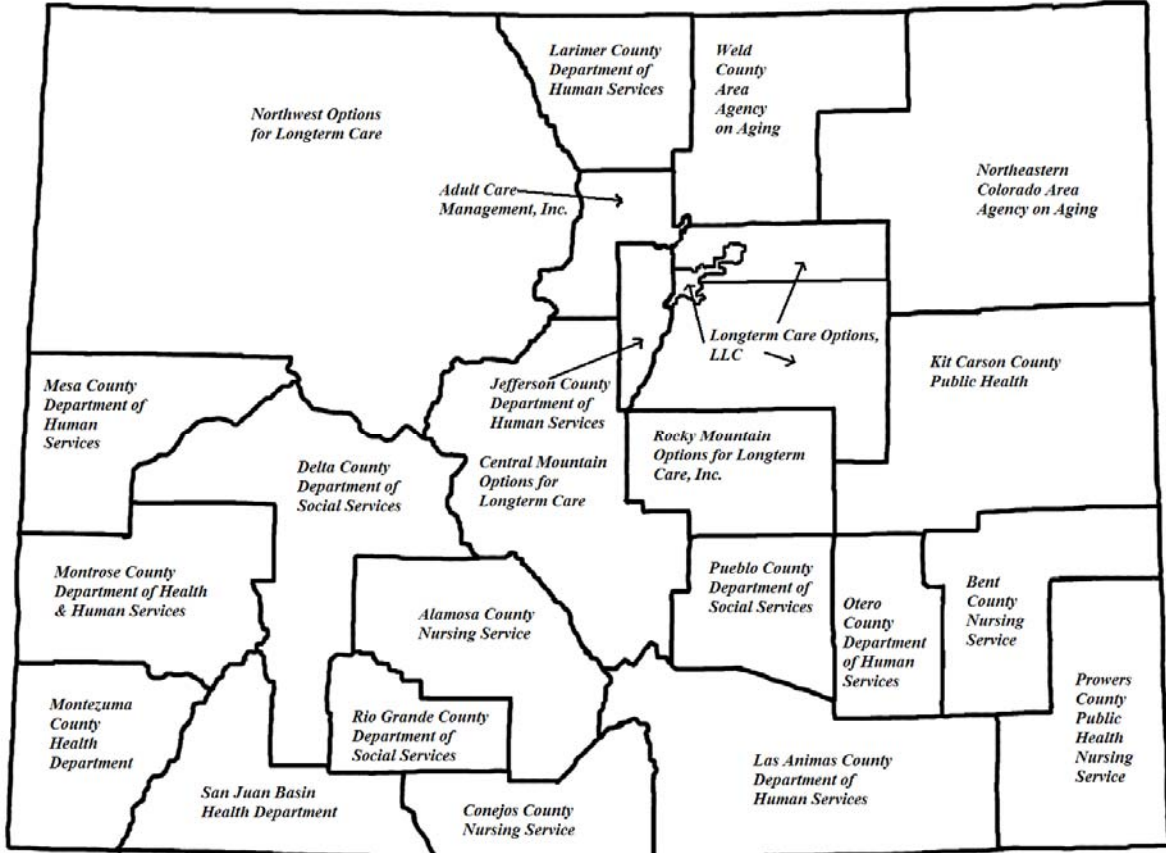 Larimer County
Department of
Human Services
Weld
County
Area
Agency
on Aging
Northwest Options
for Longterm Care
Northeastern
Colorado Area
Agency on Aging
Adult Care
Management, Inc.
Longterm Care Options,
LLC
Kit Carson County
Public Health
Mesa County
Department of
Human
Services
Jefferson County
Department of
Human Services
Rocky Mountain
Options for Longterm
Care, Inc.
Delta County
Department of
Social Services
Central Mountain
Options for
Longterm Care
Montrose County
Department of Health
& Human Services
Pueblo County
Department of
Social Services
Bent
County
Nursing
Service
Alamosa County
Nursing Service
Otero
County
Department
of Human
Services
Prowers
County
Public
Health
Nursing
Service
Montezuma
County
Health
Department
Rio Grande County
Department of
Social Services
Las Animas County
Department of
Human Services
San Juan Basin
Health Department
Conejos County
Nursing Service